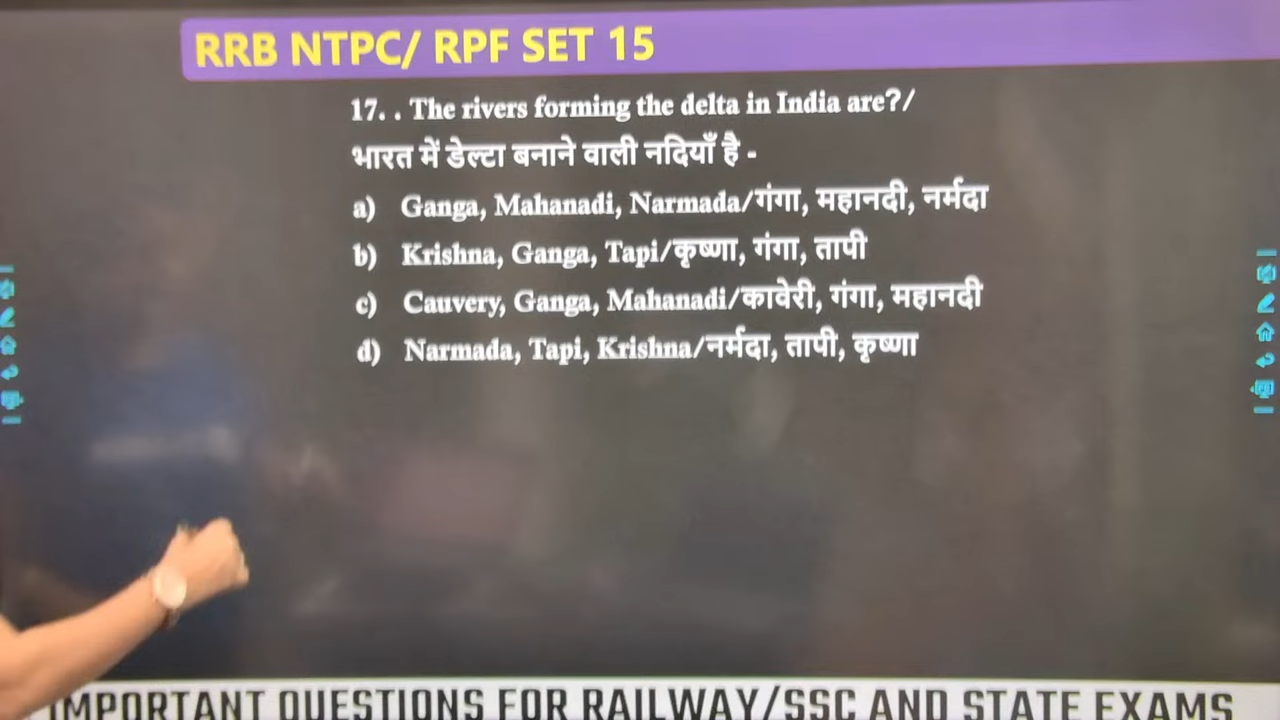 RRB NTPC/ RPF SET 15
17. . The rivers forming the delta in India are?/
भारत में डेल्टा बनाने वाली नदियाँ है -
a) Ganga, Mahanadi, Narmada/गंगा, महानदी, नर्मदा
b) Krishna, Ganga, Tapi/कृष्णा, गंगा, तापी
c) Cauvery, Ganga, Mahanadi/कावेरी, गंगा, महानदी
d) Narmada, Tapi, Krishna/नर्मदा, तापी, कृष्णा
IMPORTANT QUESTIONS FOR RAILWAY/SSC AND STATE EXAMS